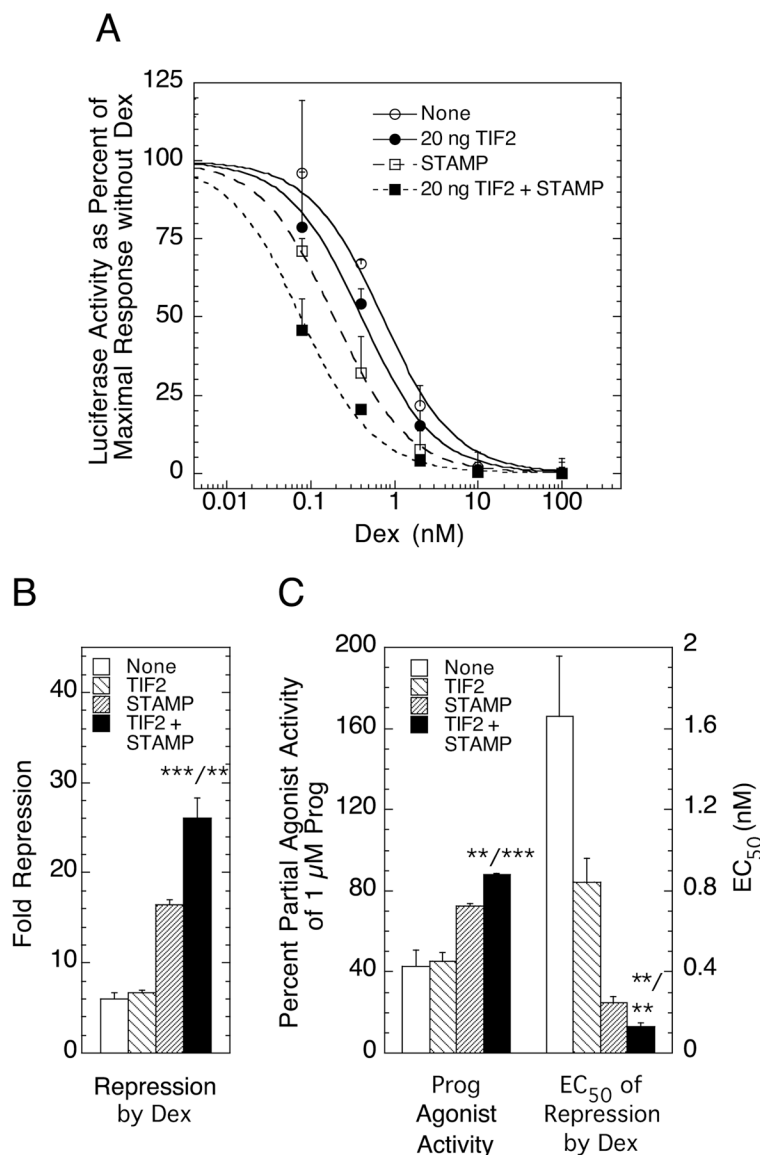 A
Luciferase Activity as Percent of
Maximal Response without Dex
125
100
75
50
25
0
None
20 ng TIF2
STAMP
20 ng TIF2 + STAMP
0.01
0.1
1
10
100
Dex (nM)
B
Fold Repression
40
30
20
10
0
None
TIF2
STAMP
TIF2 +
STAMP
***/**
Repression
by Dex
C
Percent Partial Agonist Activity
of 1 µM Prog
200
160
120
80
40
0
None
TIF2
STAMP
TIF2 +
STAMP
**/***
**/
**
2
1.6
1.2
0.8
0.4
0
EC50 (nM)
Prog
Agonist
Activity
EC50 of
Repression
by Dex